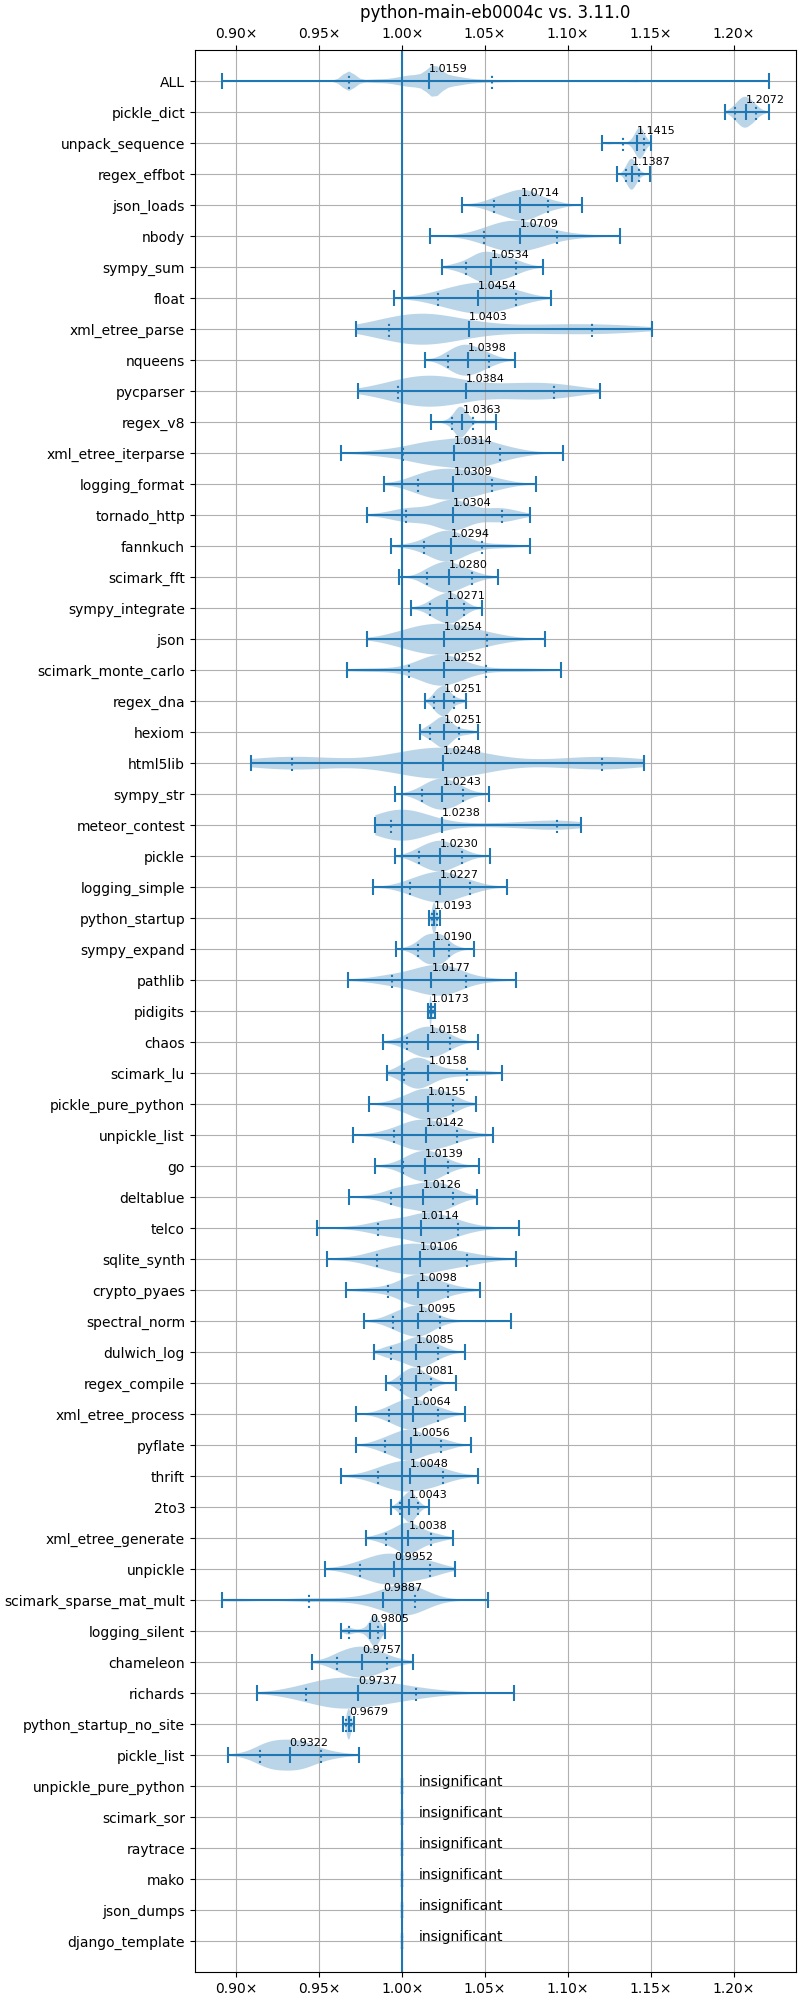 python-main-eb0004c vs. 3.11.0
0.90× 0.95× 1.00× 1.05× 1.10× 1.15× 1.20×
ALL 1.0159
pickle_dict 1.2072
unpack_sequence 1.1415
regex_effbot 1.1387
json_loads 1.0714
nbody 1.0709
sympy_sum 1.0534
float 1.0454
xml_etree_parse 1.0403
nqueens 1.0398
pycparser 1.0384
regex_v8 1.0363
xml_etree_iterparse 1.0314
logging_format 1.0309
tornado_http 1.0304
fannkuch 1.0294
scimark_fft 1.0280
sympy_integrate 1.0271
json 1.0254
scimark_monte_carlo 1.0252
regex_dna 1.0251
hexiom 1.0251
html5lib 1.0248
sympy_str 1.0243
meteor_contest 1.0238
pickle 1.0230
logging_simple 1.0227
python_startup 1.0193
sympy_expand 1.0190
pathlib 1.0177
pidigits 1.0173
chaos 1.0158
scimark_lu 1.0158
pickle_pure_python 1.0155
unpickle_list 1.0142
go 1.0139
deltablue 1.0126
telco 1.0114
sqlite_synth 1.0106
crypto_pyaes 1.0098
spectral_norm 1.0095
dulwich_log 1.0085
regex_compile 1.0081
xml_etree_process 1.0064
pyflate 1.0056
thrift 1.0048
2to3 1.0043
xml_etree_generate 1.0038
unpickle 0.9952
scimark_sparse_mat_mult 0.9887
logging_silent 0.9805
chameleon 0.9757
richards 0.9737
python_startup_no_site 0.9679
pickle_list 0.9322
unpickle_pure_python insignificant
scimark_sor insignificant
raytrace insignificant
mako insignificant
json_dumps insignificant
django_template insignificant
0.90× 0.95× 1.00× 1.05× 1.10× 1.15× 1.20×